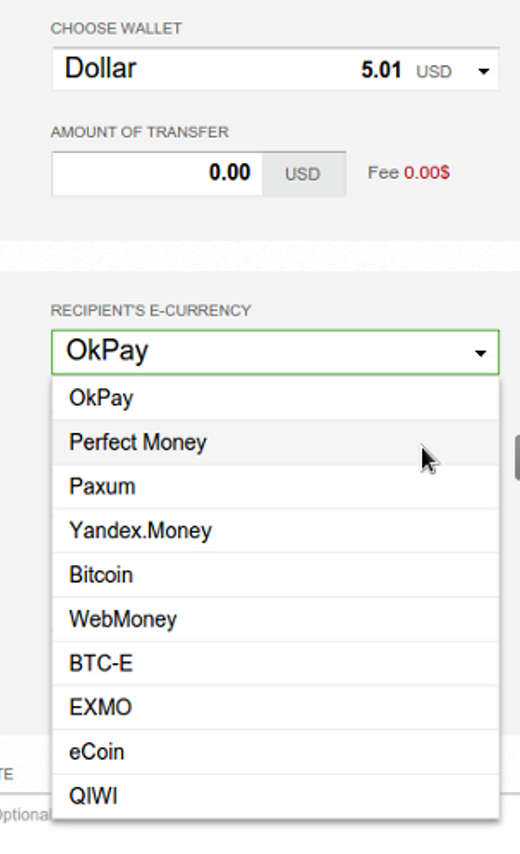 CHOOSE WALLET
Dollar 5.01 USD
AMOUNT OF TRANSFER
0.00 USD Fee 0.00$
RECIPIENT'S E-CURRENCY
OkPay
OkPay
Perfect Money
Paxum
Yandex.Money
Bitcoin
WebMoney
BTC-E
EXMO
eCoin
TE
QIWI
Optional